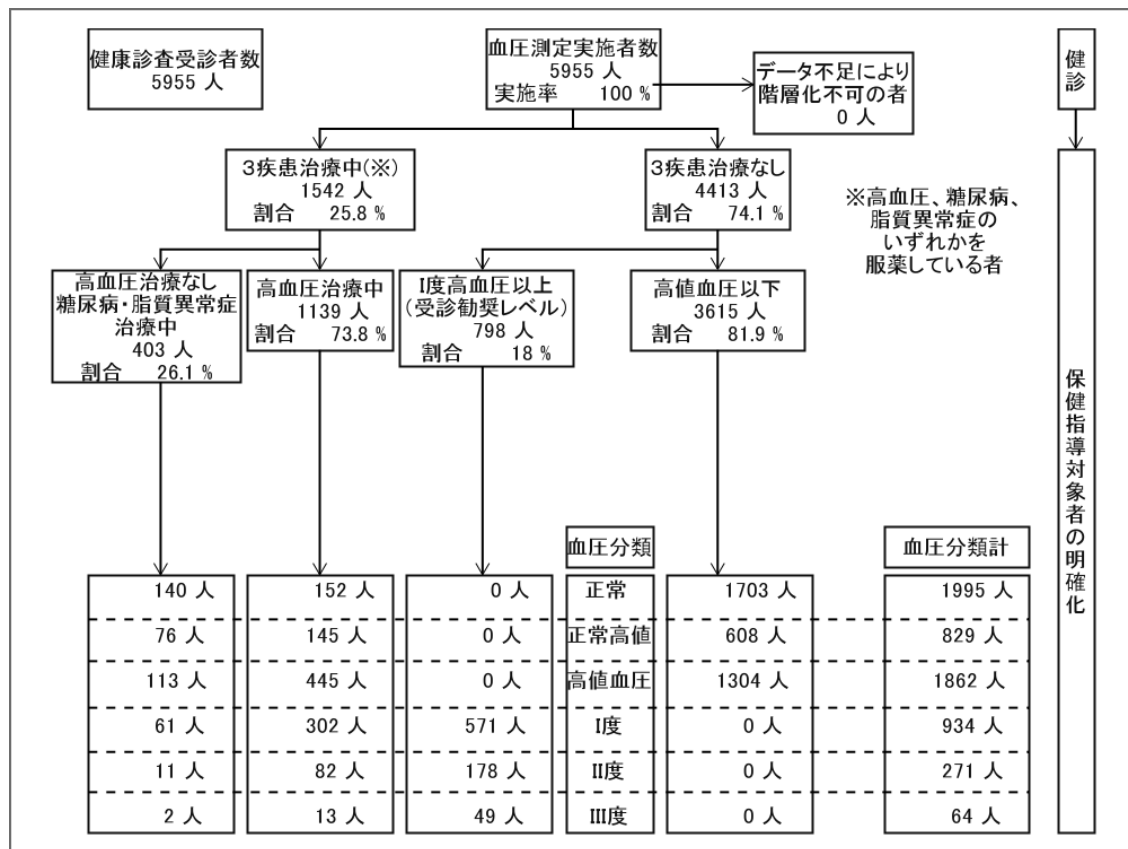 健康診査受診者数
5955 人
血圧測定実施者数
5955 人
実施率 100 %
データ不足により
階層化不可の者
0 人
健診
3疾患治療中(※)
1542 人
割合 25.8 %
3疾患治療なし
4413 人
割合 74.1 %
※高血圧、糖尿病、
脂質異常症の
いずれかを
服薬している者
高血圧治療なし
糖尿病・脂質異常症
治療中
403 人
割合 26.1 %
高血圧治療中
1139 人
割合 73.8 %
I度高血圧以上
(受診勧奨レベル)
798 人
割合 18 %
高値血圧以下
3615 人
割合 81.9 %
保健指導対象者の明確化
血圧分類 血圧分類計
140 人 152 人 0 人 正常 1703 人 1995 人
76 人 145 人 0 人 正常高値 608 人 829 人
113 人 445 人 0 人 高値血圧 1304 人 1862 人
61 人 302 人 571 人 I度 0 人 934 人
11 人 82 人 178 人 II度 0 人 271 人
2 人 13 人 49 人 III度 0 人 64 人